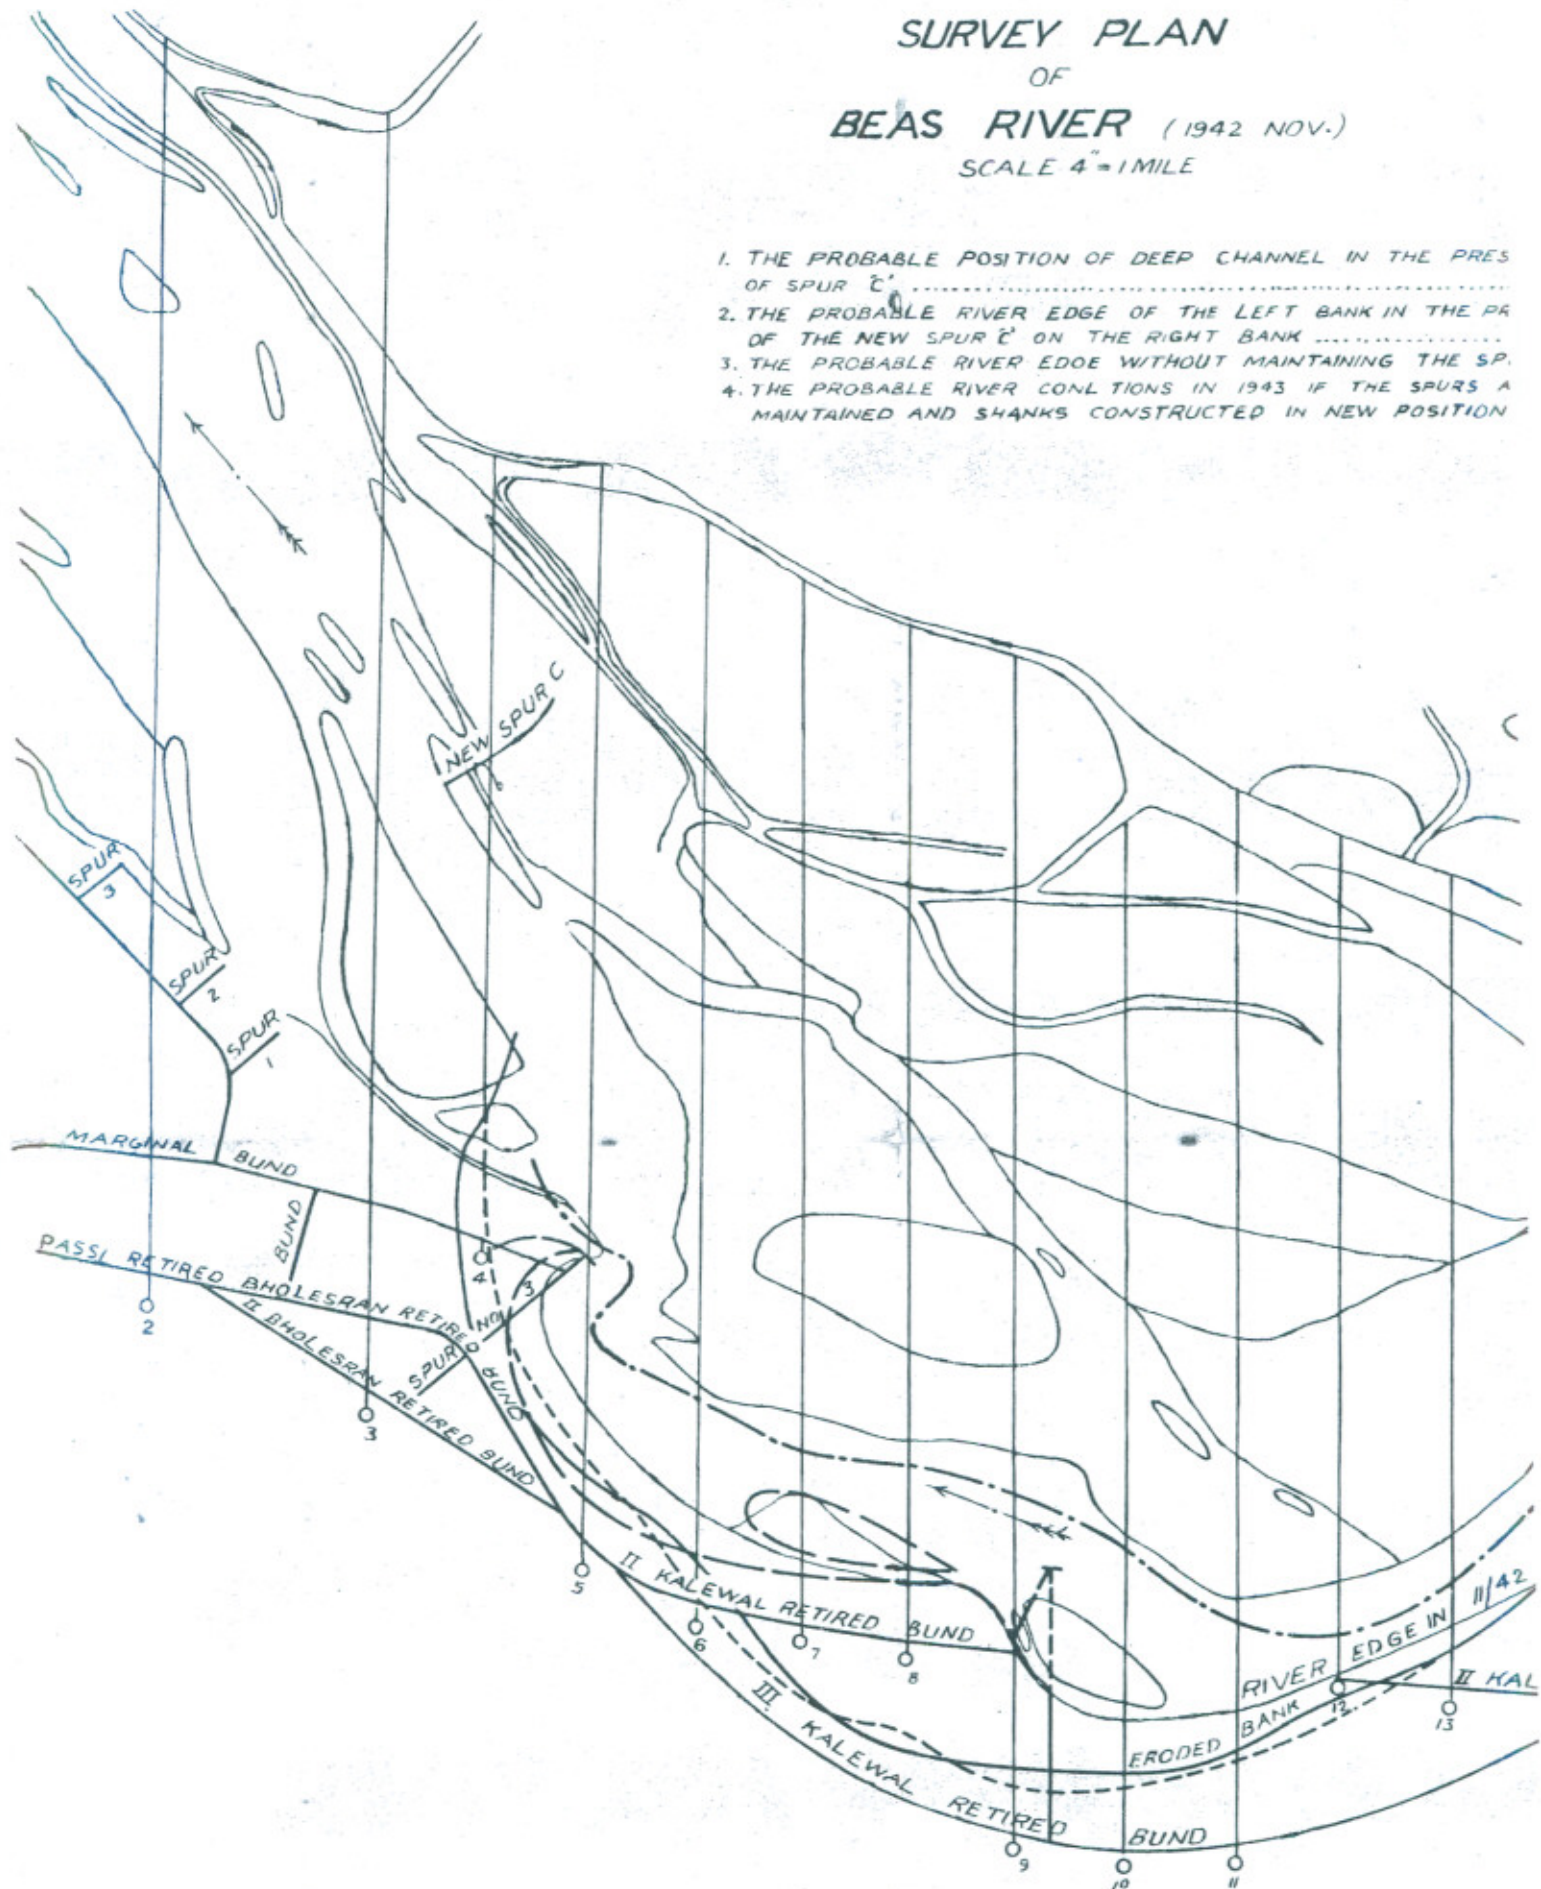 SURVEY PLAN
OF
BEAS RIVER (1942 NOV.)
SCALE 4"=1MILE
1. THE PROBABLE POSITION OF DEEP CHANNEL IN THE PRES
OF SPUR "C"
2. THE PROBABLE RIVER EDGE OF THE LEFT BANK IN THE PR
OF THE NEW SPUR "C" ON THE RIGHT BANK
3. THE PROBABLE RIVER EDGE WITHOUT MAINTAINING THE SP.
4. THE PROBABLE RIVER CONL TIONS IN 1943 IF THE SPURS A
MAINTAINED AND SHANKS CONSTRUCTED IN NEW POSITION
NEW SPUR C
SPUR
3
SPUR
2
SPUR
1
MARGINAL BUND
BUND
PASSI RETIRED BHOLESRAN RETIRED BUND
II BHOLESRAN RETIRED BUND
SPUR NO 3
2
3
4
5
6
7
8
9
10
11
12
13
II KALEWAL RETIRED BUND
III KALEWAL RETIRED BUND
RIVER EDGE IN 11/42
ERODED BANK
II KAL